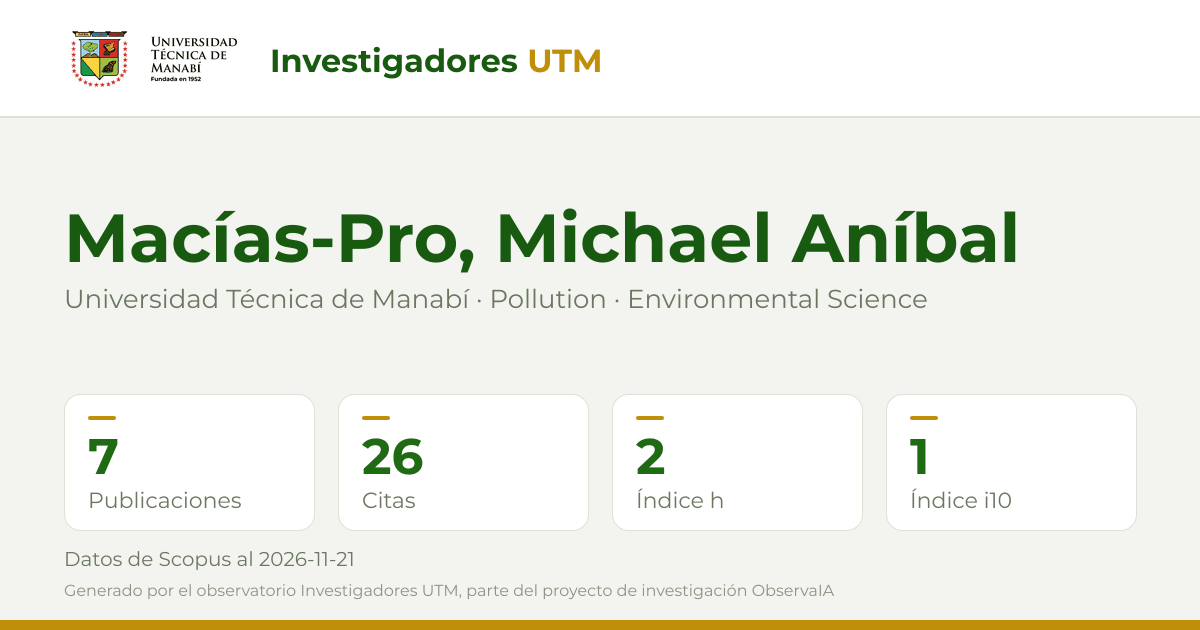 UNIVERSIDAD
TÉCNICA DE
MANABÍ
Fundada en 1952
Investigadores UTM
Macías-Pro, Michael Aníbal
Universidad Técnica de Manabí · Pollution · Environmental Science
7
Publicaciones
26
Citas
2
Índice h
1
Índice i10
Datos de Scopus al 2026-11-21
Generado por el observatorio Investigadores UTM, parte del proyecto de investigación ObservaIA